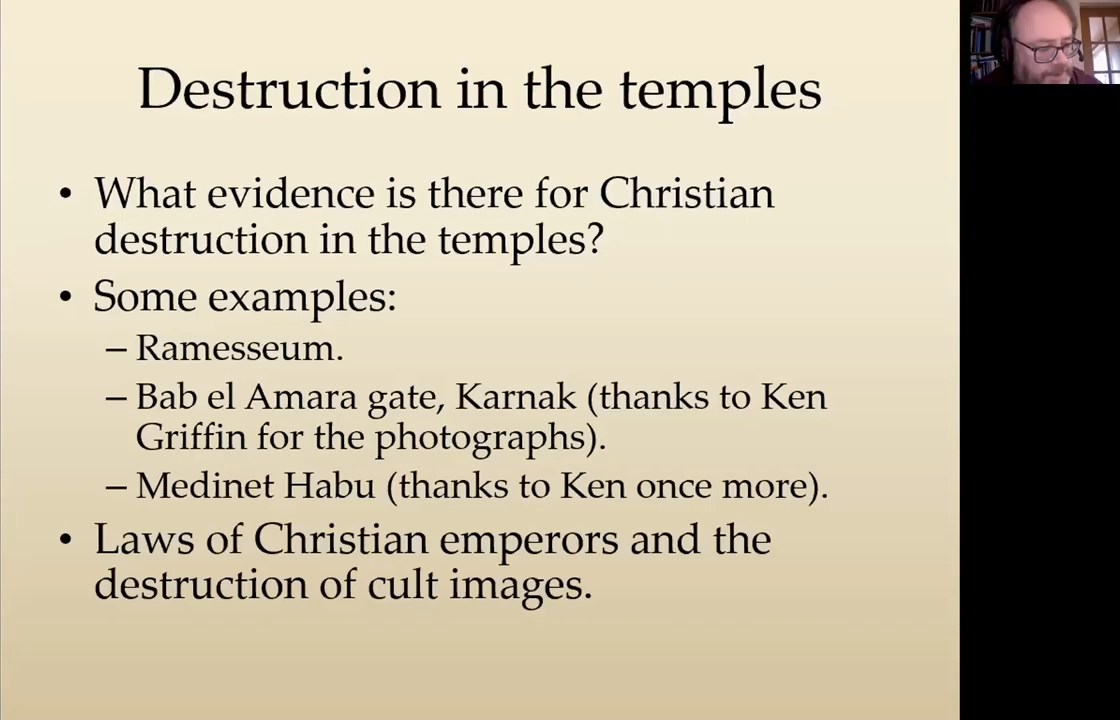 Destruction in the temples
• What evidence is there for Christian
destruction in the temples?
• Some examples:
– Ramesseum.
– Bab el Amara gate, Karnak (thanks to Ken
Griffin for the photographs).
– Medinet Habu (thanks to Ken once more).
• Laws of Christian emperors and the
destruction of cult images.